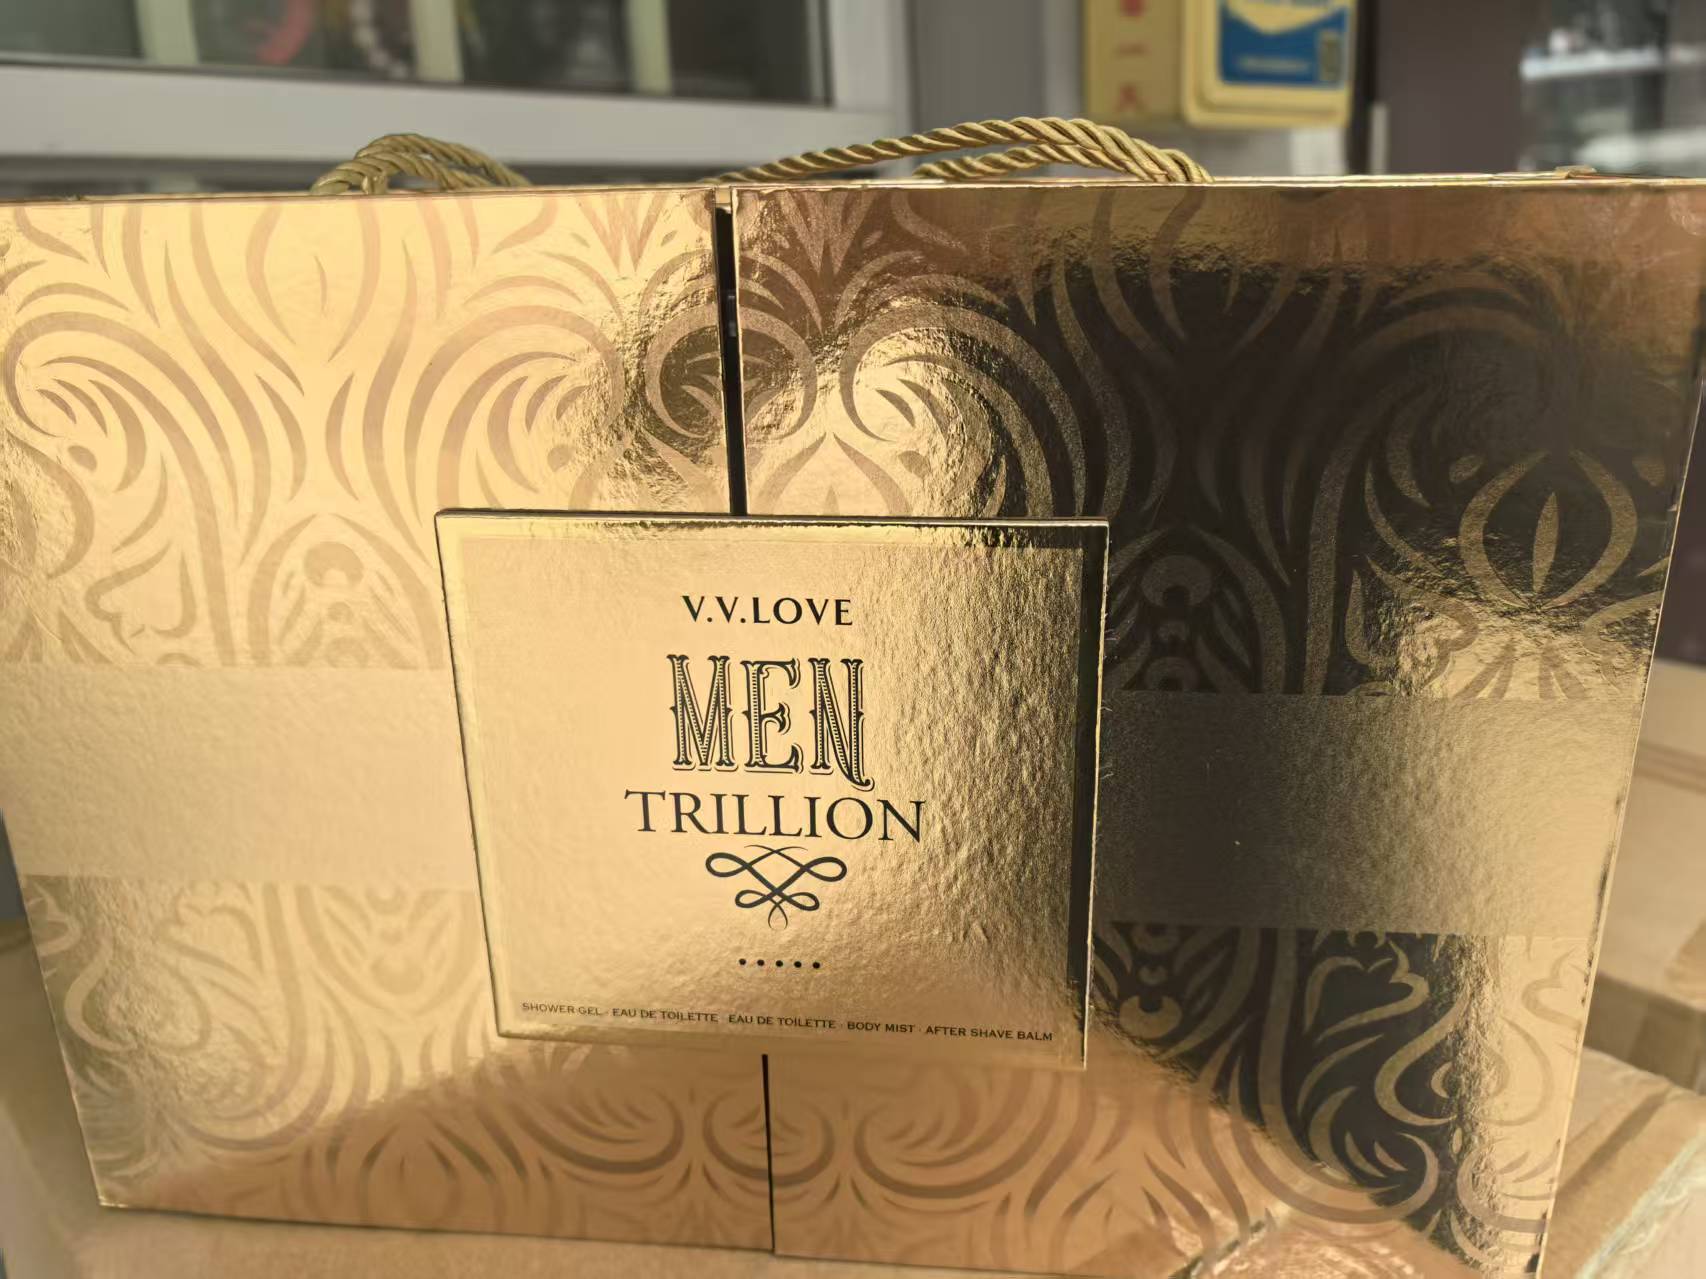 V.V.LOVE
MEN
TRILLION
SHOWER GEL · EAU DE TOILETTE · EAU DE TOILETTE · BODY MIST · AFTER SHAVE BALM